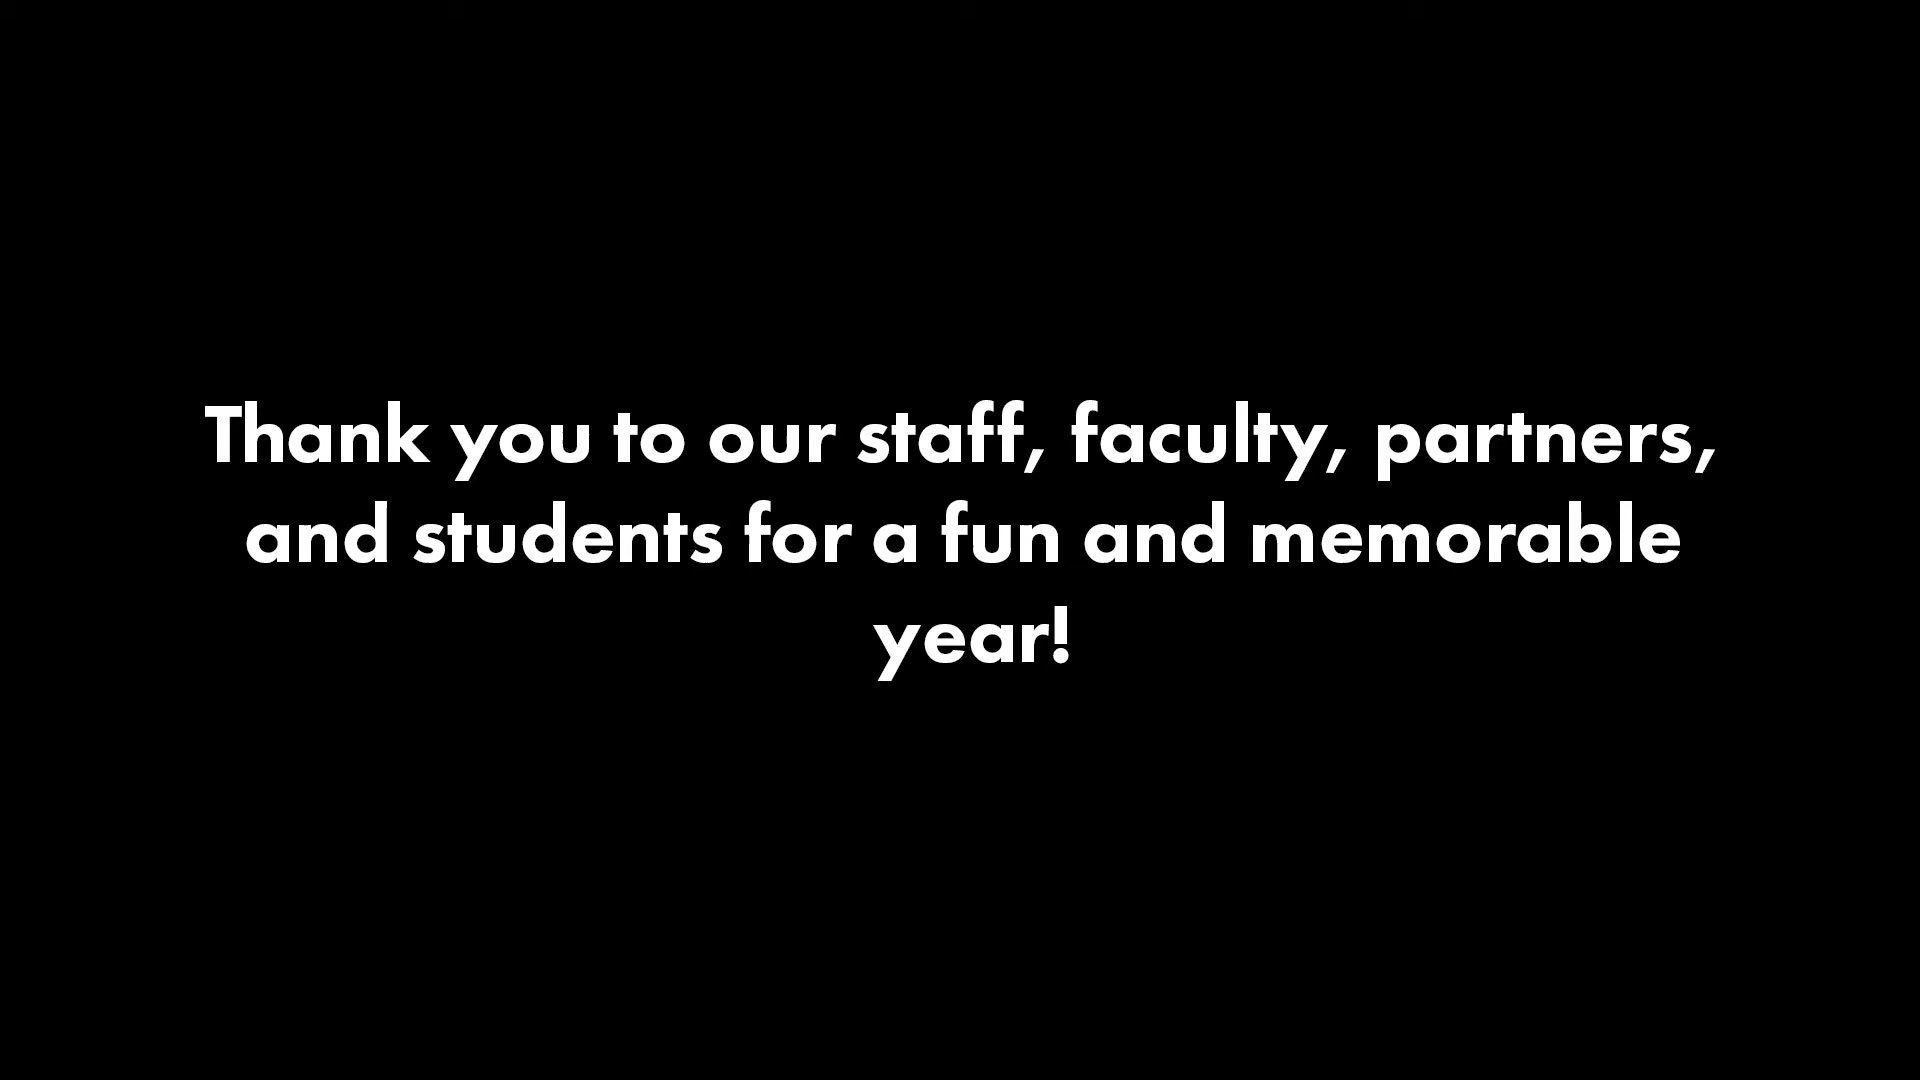 Thank you to our staff, faculty, partners,
and students for a fun and memorable
year!